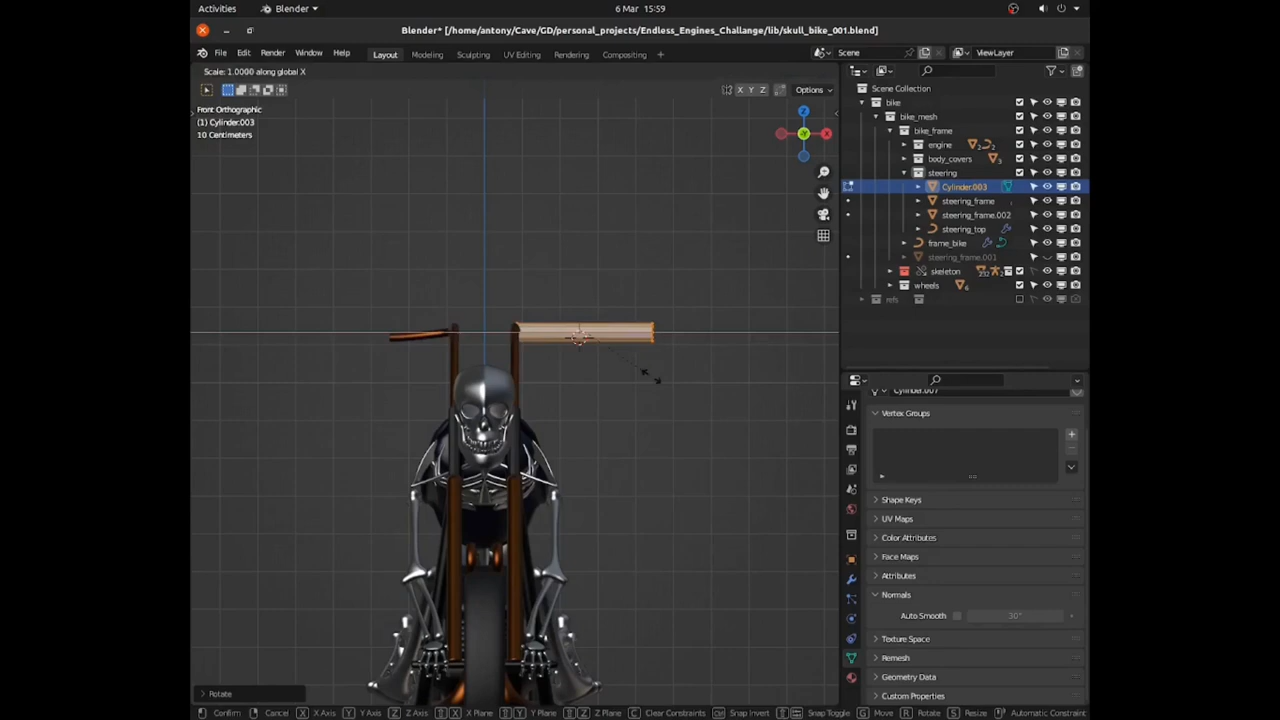 Activities
Blender
6 Mar 15:59
Blender* [/home/antony/Cave/GD/personal_projects/Endless_Engines_Challange/lib/skull_bike_001.blend]
File Edit Render Window Help Layout Modeling Sculpting UV Editing Rendering Compositing + Scene ViewLayer
Scale: 1.0000 along global X
X Y Z Options
Front Orthographic
(1) Cylinder.003
10 Centimeters
Z
X
-Y
Scene Collection
bike
bike_mesh
bike_frame
engine
body_covers
steering
Cylinder.003
steering_frame
steering_frame.002
steering_top
frame_bike
steering_frame.001
skeleton
wheels
refs
Cylinder.007
Vertex Groups
Shape Keys
UV Maps
Color Attributes
Face Maps
Attributes
Normals
Auto Smooth 30°
Texture Space
Remesh
Geometry Data
Custom Properties
Rotate
Confirm Cancel X X Axis Y Y Axis Z Z Axis X X Plane Y Y Plane Z Z Plane C Clear Constraints Snap Invert Snap Toggle G Move R Rotate S Resize Automatic Constraint